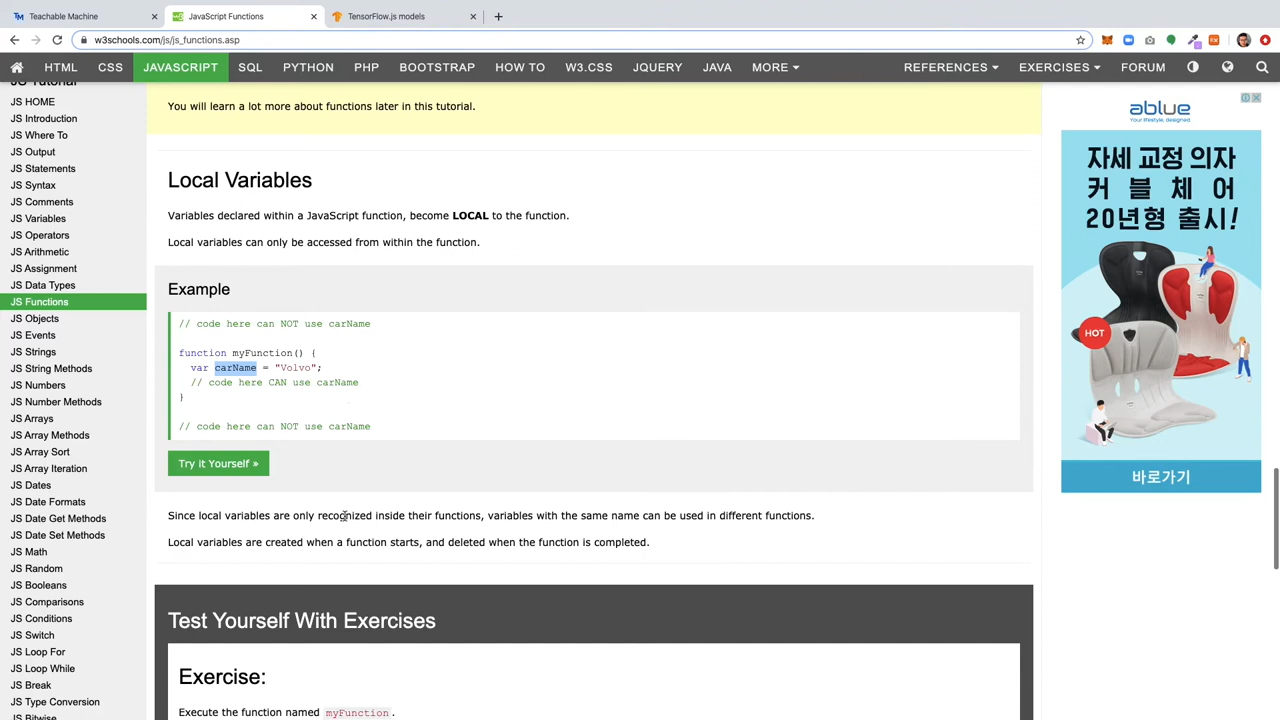 Teachable Machine
JavaScript Functions
TensorFlow.js models
w3schools.com/js/js_functions.asp
HTML CSS JAVASCRIPT SQL PYTHON PHP BOOTSTRAP HOW TO W3.CSS JQUERY JAVA MORE REFERENCES EXERCISES FORUM
JS HOME
JS Introduction
JS Where To
JS Output
JS Statements
JS Syntax
JS Comments
JS Variables
JS Operators
JS Arithmetic
JS Assignment
JS Data Types
JS Functions
JS Objects
JS Events
JS Strings
JS String Methods
JS Numbers
JS Number Methods
JS Arrays
JS Array Methods
JS Array Sort
JS Array Iteration
JS Dates
JS Date Formats
JS Date Get Methods
JS Date Set Methods
JS Math
JS Random
JS Booleans
JS Comparisons
JS Conditions
JS Switch
JS Loop For
JS Loop While
JS Break
JS Type Conversion
JS Bitwise
You will learn a lot more about functions later in this tutorial.
Local Variables
Variables declared within a JavaScript function, become LOCAL to the function.
Local variables can only be accessed from within the function.
Example
// code here can NOT use carName
function myFunction() {
var carName = "Volvo";
// code here CAN use carName
}
// code here can NOT use carName
Try it Yourself »
Since local variables are only recognized inside their functions, variables with the same name can be used in different functions.
Local variables are created when a function starts, and deleted when the function is completed.
Test Yourself With Exercises
Exercise:
Execute the function named myFunction.
ablue
Your lifestyle, designed.
자세 교정 의자
커블체어
20년형 출시!
HOT
바로가기